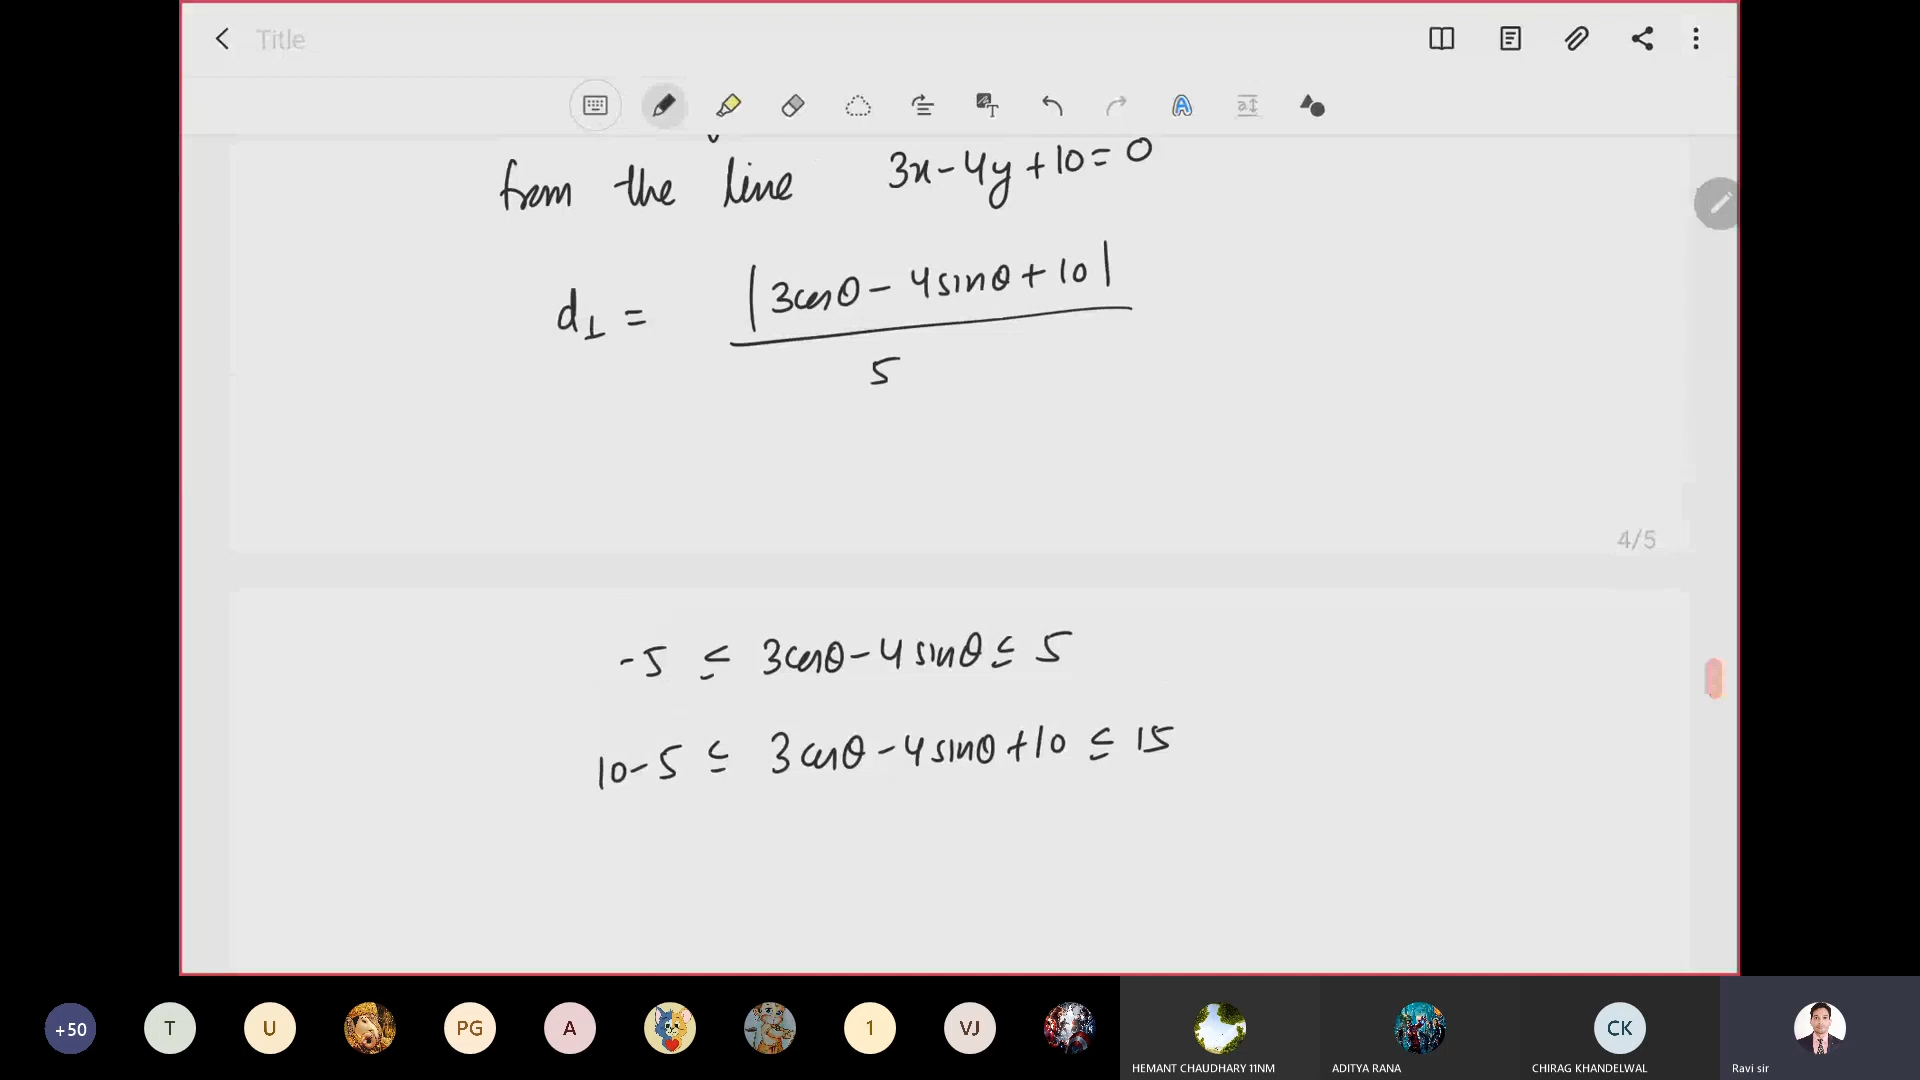 Title
from the line 3x-4y+10=0
d⊥ = |3cosθ - 4sinθ + 10|
5
4/5
-5 ≤ 3cosθ - 4sinθ ≤ 5
10-5 ≤ 3cosθ - 4sinθ + 10 ≤ 15
+50 T U PG A 1 VJ CK
HEMANT CHAUDHARY 11NM ADITYA RANA CHIRAG KHANDELWAL Ravi sir